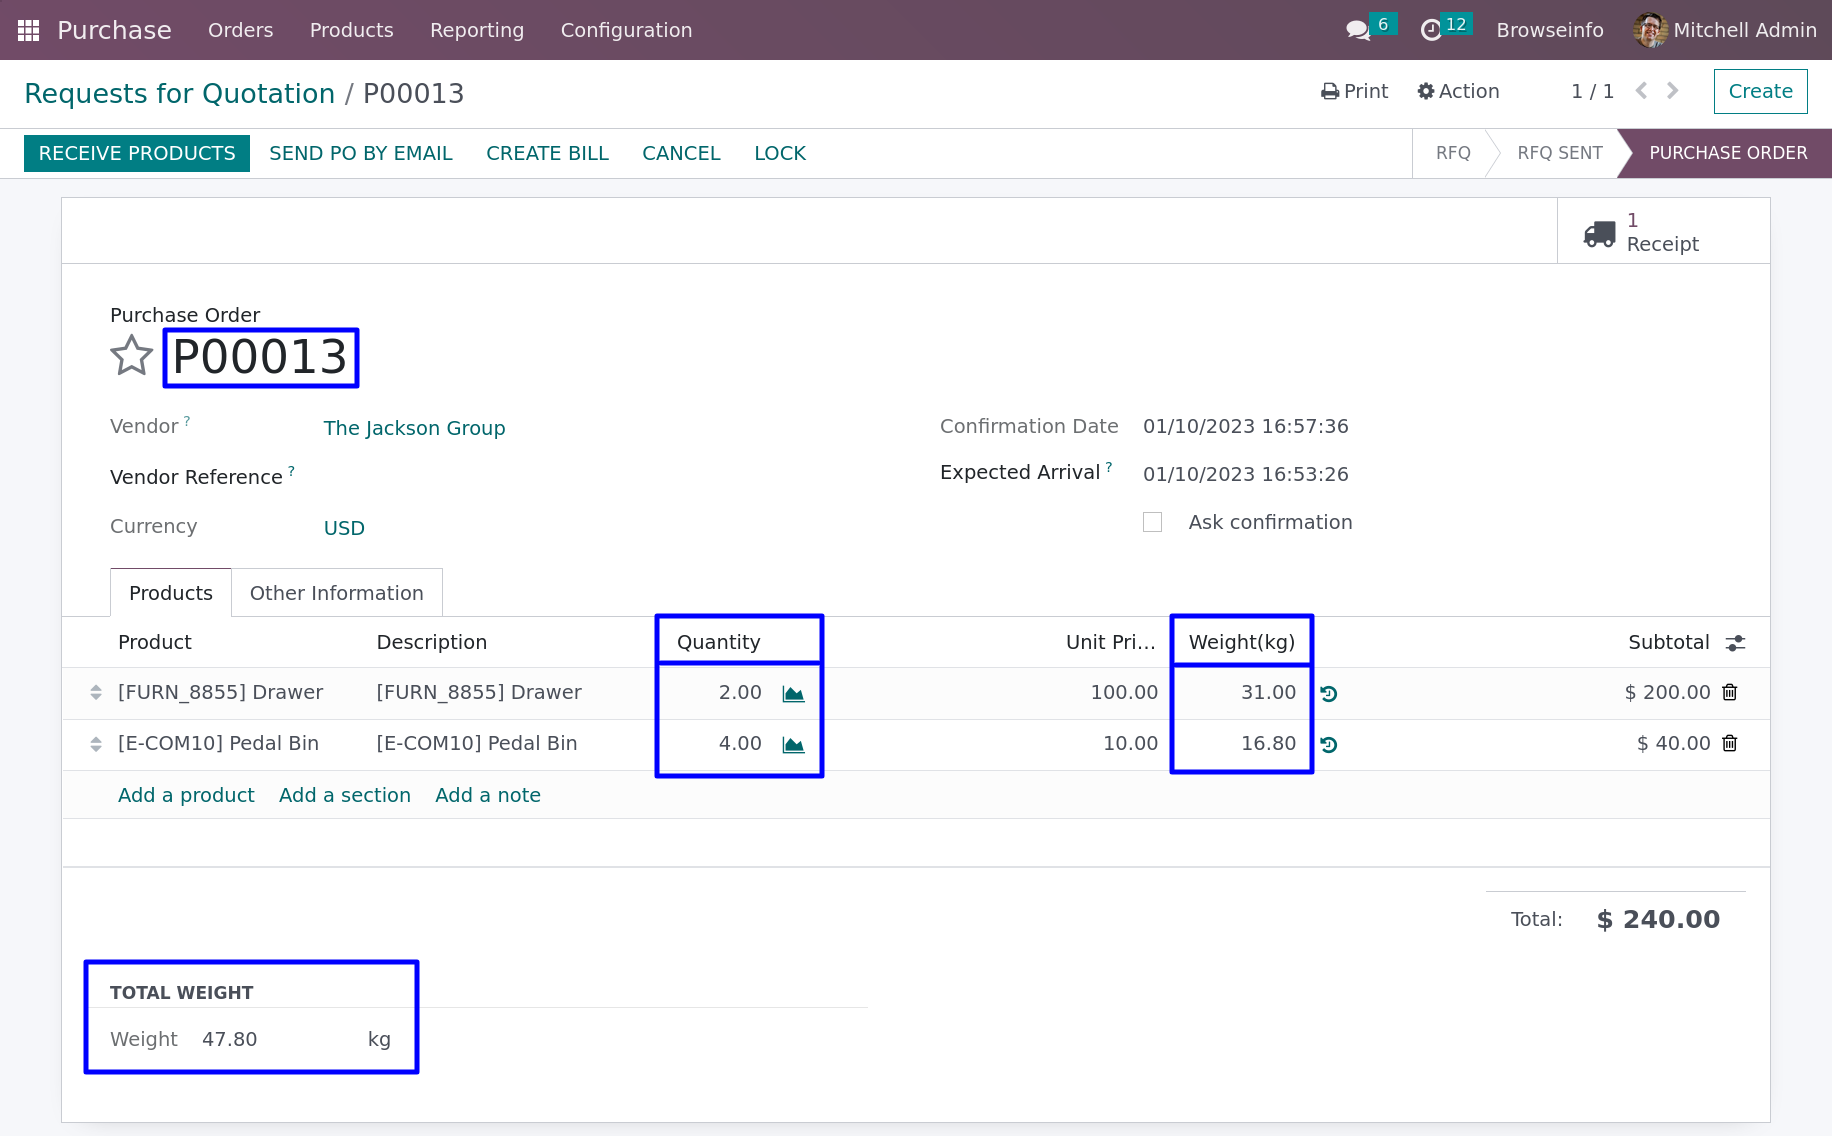 Purchase Orders Products Reporting Configuration 6 12 Browseinfo Mitchell Admin
Requests for Quotation / P00013 Print Action 1 / 1 Create
RECEIVE PRODUCTS SEND PO BY EMAIL CREATE BILL CANCEL LOCK RFQ RFQ SENT PURCHASE ORDER
1
Receipt
Purchase Order
P00013
Vendor ? The Jackson Group Confirmation Date 01/10/2023 16:57:36
Vendor Reference ? Expected Arrival ? 01/10/2023 16:53:26
Currency USD Ask confirmation
Products Other Information
Product Description Quantity Unit Pri... Weight(kg) Subtotal
[FURN_8855] Drawer [FURN_8855] Drawer 2.00 100.00 31.00 $ 200.00
[E-COM10] Pedal Bin [E-COM10] Pedal Bin 4.00 10.00 16.80 $ 40.00
Add a product Add a section Add a note
Total: $ 240.00
TOTAL WEIGHT
Weight 47.80 kg